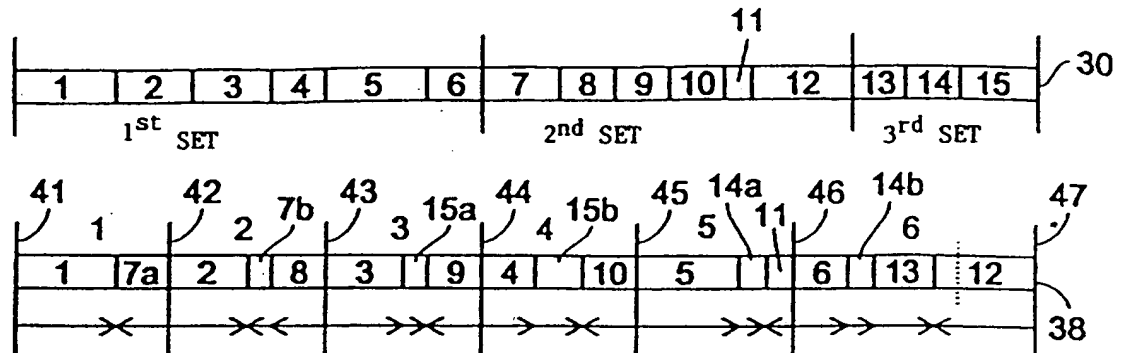 11
1 2 3 4 5 6 7 8 9 10 12 13 14 15 30
1st SET 2nd SET 3rd SET
41 42 7b 43 15a 44 15b 45 14a 11 46 14b 47
1 2 3 4 5 6
1 7a 2 8 3 9 4 10 5 6 13 12
38